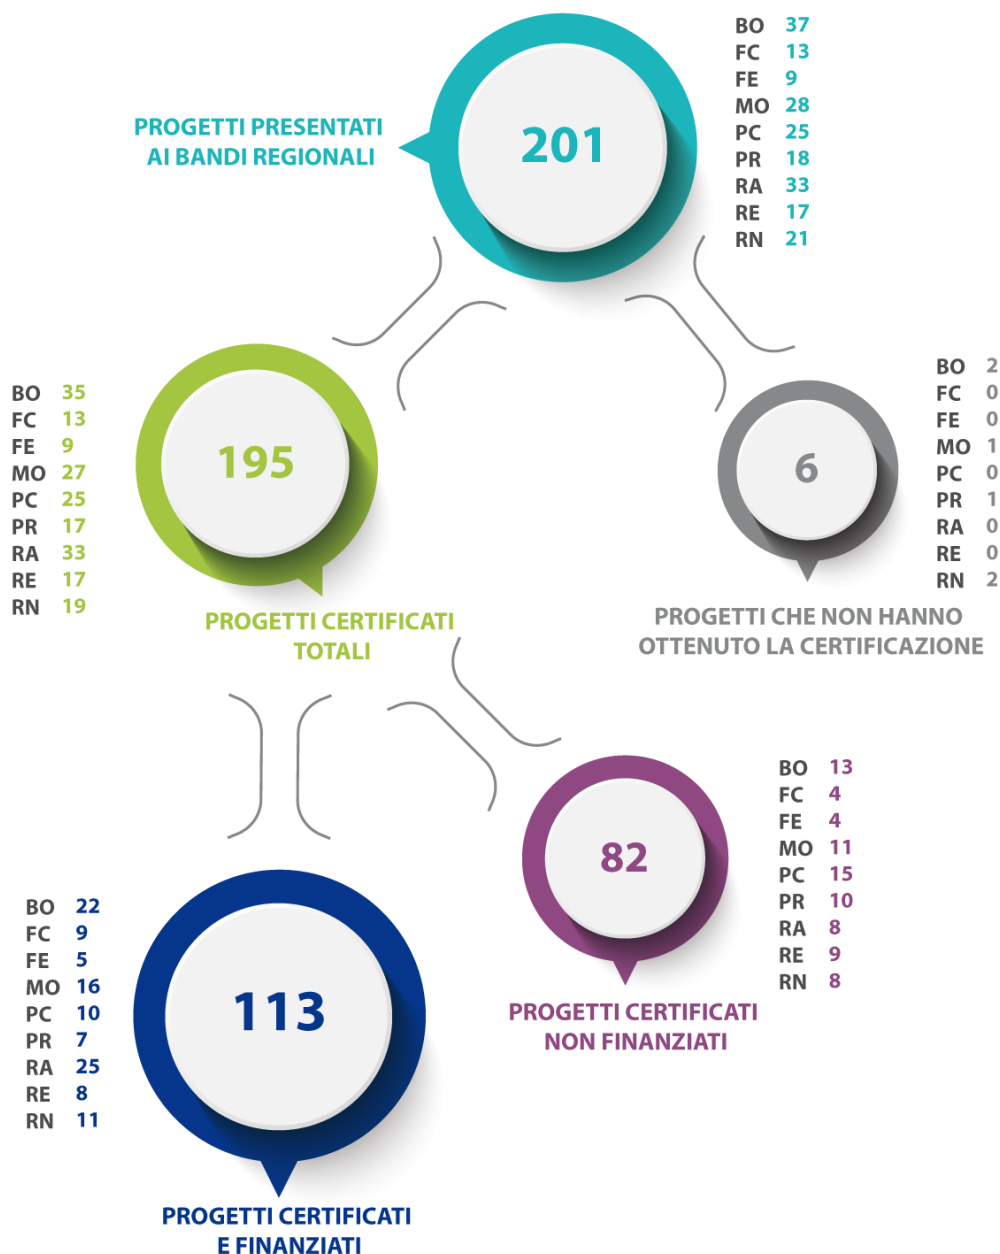 PROGETTI PRESENTATI
AI BANDI REGIONALI
201
BO 37
FC 13
FE 9
MO 28
PC 25
PR 18
RA 33
RE 17
RN 21
BO 35
FC 13
FE 9
MO 27
PC 25
PR 17
RA 33
RE 17
RN 19
195
PROGETTI CERTIFICATI
TOTALI
6
BO 2
FC 0
FE 0
MO 1
PC 0
PR 1
RA 0
RE 0
RN 2
PROGETTI CHE NON HANNO
OTTENUTO LA CERTIFICAZIONE
82
BO 13
FC 4
FE 4
MO 11
PC 15
PR 10
RA 8
RE 9
RN 8
PROGETTI CERTIFICATI
NON FINANZIATI
BO 22
FC 9
FE 5
MO 16
PC 10
PR 7
RA 25
RE 8
RN 11
113
PROGETTI CERTIFICATI
E FINANZIATI